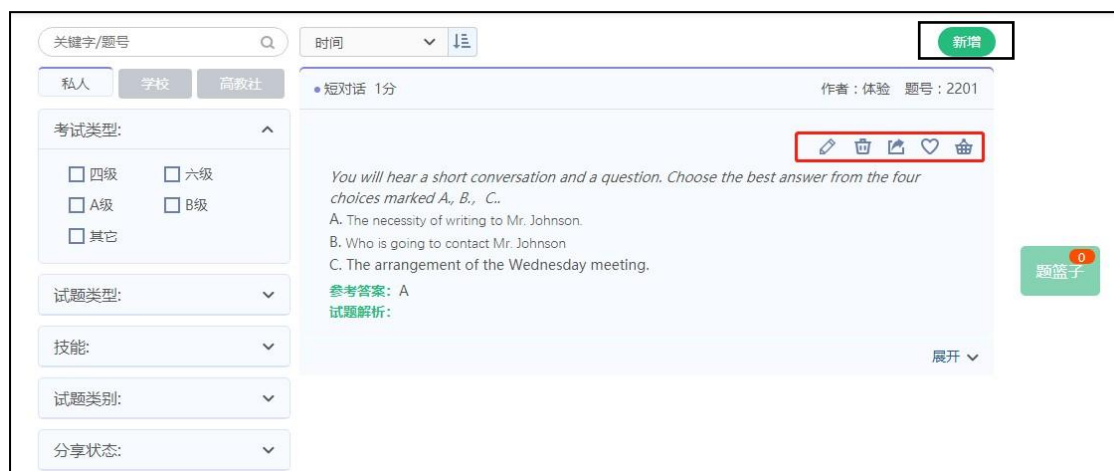 关键字/题号
时间
新增
私人
学校
高教社
短对话 1分
作者：体验 题号：2201
考试类型:
四级
六级
A级
B级
其它
You will hear a short conversation and a question. Choose the best answer from the four
choices marked A., B., C..
A. The necessity of writing to Mr. Johnson.
B. Who is going to contact Mr. Johnson
C. The arrangement of the Wednesday meeting.
参考答案：A
试题解析：
展开
试题类型:
技能:
试题类别:
分享状态:
0
题篮子